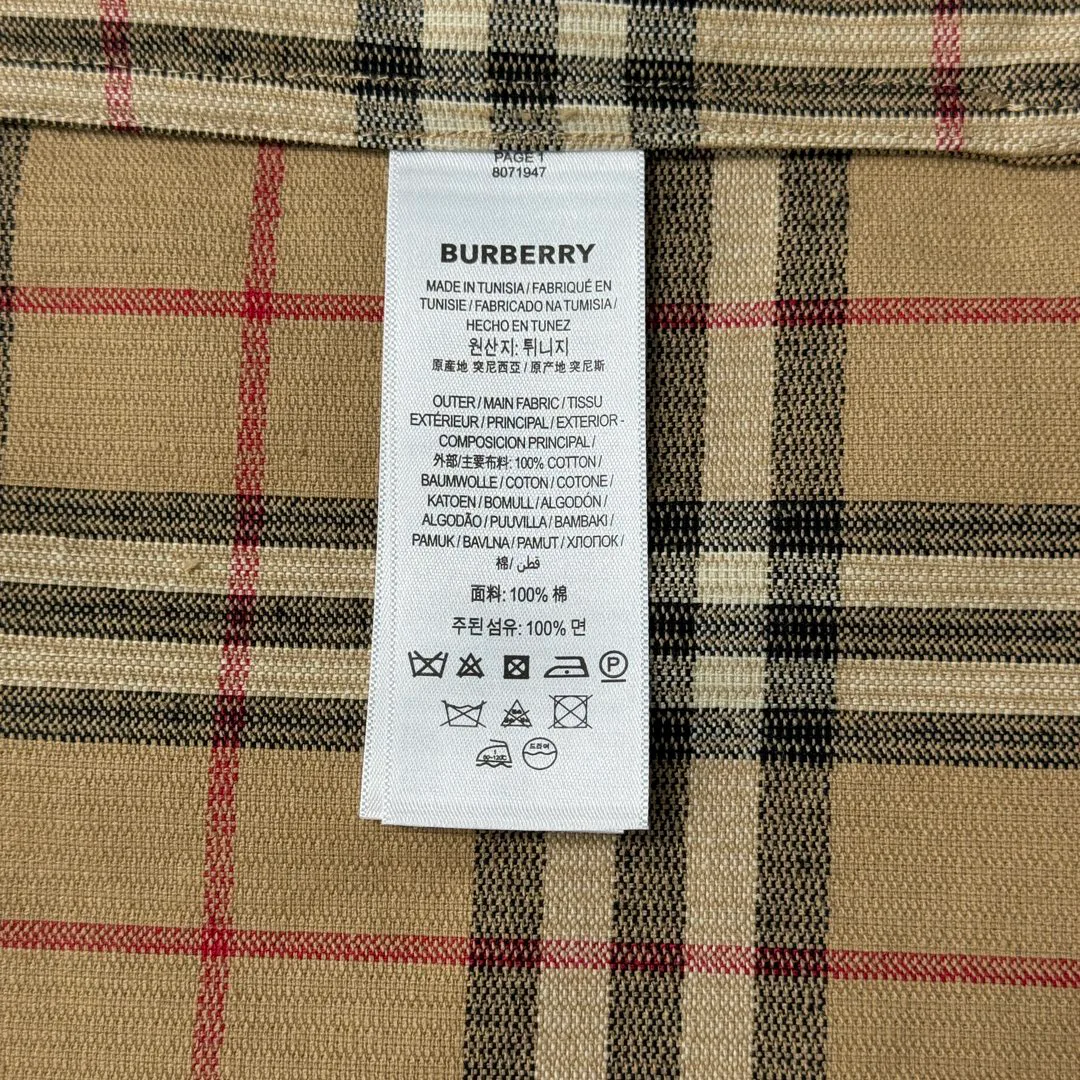 PAGE 1
8071947
BURBERRY
MADE IN TUNISIA / FABRIQUÉ EN
TUNISIE / FABRICADO NA TUMISIA /
HECHO EN TUNEZ
원산지: 튀니지
原產地 突尼西亞 / 原产地 突尼斯
OUTER / MAIN FABRIC / TISSU
EXTÉRIEUR / PRINCIPAL / EXTERIOR -
COMPOSICION PRINCIPAL /
外部/主要布料: 100% COTTON /
BAUMWOLLE / COTON / COTONE /
KATOEN / BOMULL / ALGODÓN /
ALGODÃO / PUUVILLA / BAMBAKI /
PAMUK / BAVLNA / PAMUT / ХЛОПОК /
棉/ قطن
面料: 100% 棉
주된 섬유: 100% 면
P
드라이